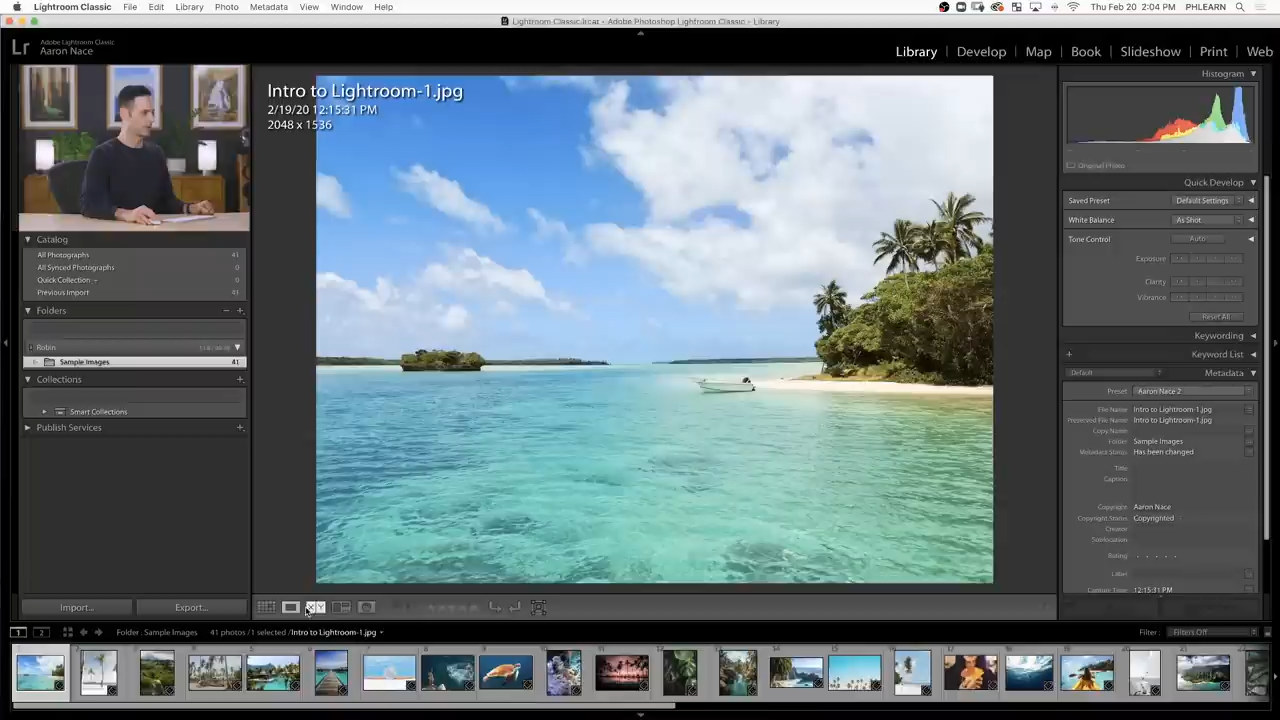 Lightroom Classic File Edit Library Photo Metadata View Window Help Thu Feb 20 2:04 PM PHLEARN
Lightroom Classic.lrcat - Adobe Photoshop Lightroom Classic - Library
Lr Adobe Lightroom Classic
Aaron Nace
Library Develop Map Book Slideshow Print Web
Intro to Lightroom-1.jpg
2/19/20 12:15:31 PM
2048 x 1536
Catalog
All Photographs 41
All Synced Photographs 0
Quick Collection + 0
Previous Import 41
Folders
Robin
Sample Images 41
Collections
Smart Collections
Publish Services
Import... Export...
Histogram
Original Photo
Quick Develop
Saved Preset Default Settings
White Balance As Shot
Tone Control Auto
Exposure
Clarity
Vibrance
Reset All
Keywording
Keyword List
Default Metadata
Preset Aaron Nace 2
File Name Intro to Lightroom-1.jpg
Preserved File Name Intro to Lightroom-1.jpg
Copy Name
Folder Sample Images
Metadata Status Has been changed
Title
Caption
Copyright Aaron Nace
Copyright Status Copyrighted
Creator
Sublocation
Rating
Label
Capture Time 12:15:31 PM
XY
1 2 Folder : Sample Images 41 photos / 1 selected / Intro to Lightroom-1.jpg Filter : Filters Off